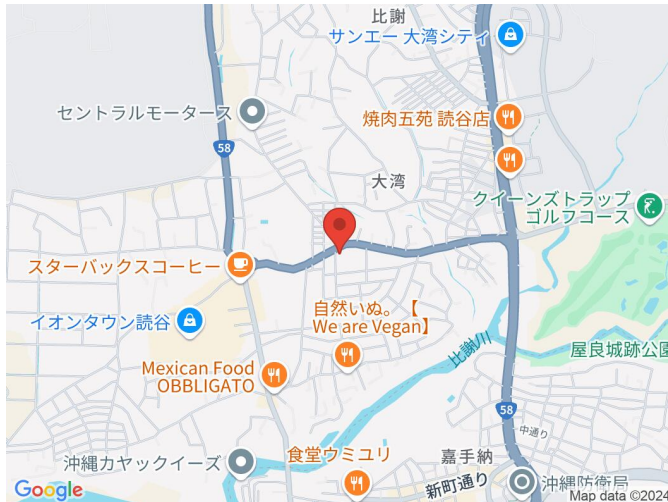 比謝
サンエー 大湾シティ
セントラルモータース
58
焼肉五苑 読谷店
大湾
クイーンズトラップ
ゴルフコース
スターバックスコーヒー
イオンタウン読谷
自然いぬ。【
We are Vegan】
比謝川
屋良城跡公園
Mexican Food
OBBLIGATO
58
中通り
嘉手納
食堂ウミユリ
沖縄カヤックイーズ
新町通り
沖縄防衛局
Google
Map data ©2024